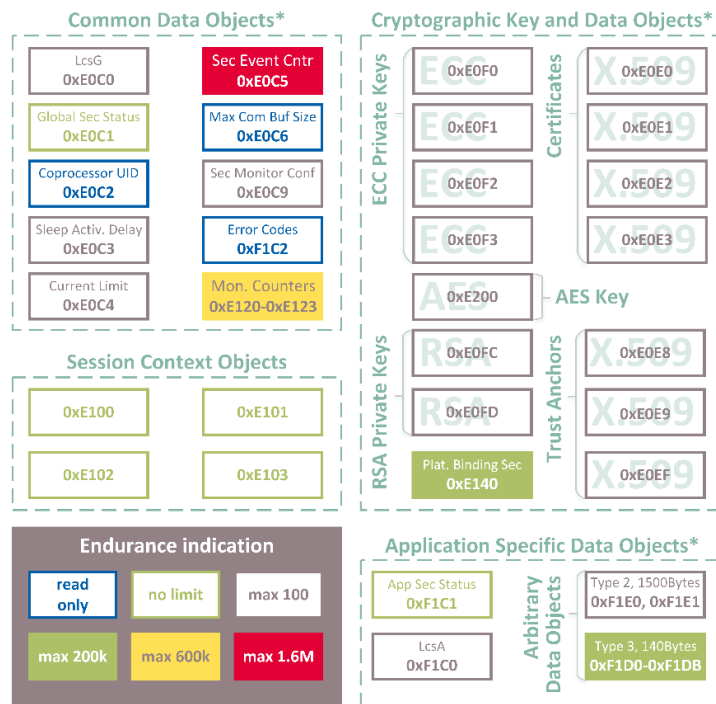 Common Data Objects*
LcsG
0xE0C0
Sec Event Cntr
0xE0C5
Global Sec Status
0xE0C1
Max Com Buf Size
0xE0C6
Coprocessor UID
0xE0C2
Sec Monitor Conf
0xE0C9
Sleep Activ. Delay
0xE0C3
Error Codes
0xF1C2
Current Limit
0xE0C4
Mon. Counters
0xE120-0xE123
Session Context Objects
0xE100
0xE101
0xE102
0xE103
Endurance indication
read
only
no limit
max 100
max 200k
max 600k
max 1.6M
Cryptographic Key and Data Objects*
ECC Private Keys
ECC
0xE0F0
ECC
0xE0F1
ECC
0xE0F2
ECC
0xE0F3
Certificates
X.509
0xE0E0
X.509
0xE0E1
X.509
0xE0E2
X.509
0xE0E3
AES
0xE200
AES Key
RSA Private Keys
RSA
0xE0FC
RSA
0xE0FD
Plat. Binding Sec
0xE140
Trust Anchors
X.509
0xE0E8
X.509
0xE0E9
X.509
0xE0EF
Application Specific Data Objects*
App Sec Status
0xF1C1
LcsA
0xF1C0
Arbitrary
Data Objects
Type 2, 1500Bytes
0xF1E0, 0xF1E1
Type 3, 140Bytes
0xF1D0-0xF1DB